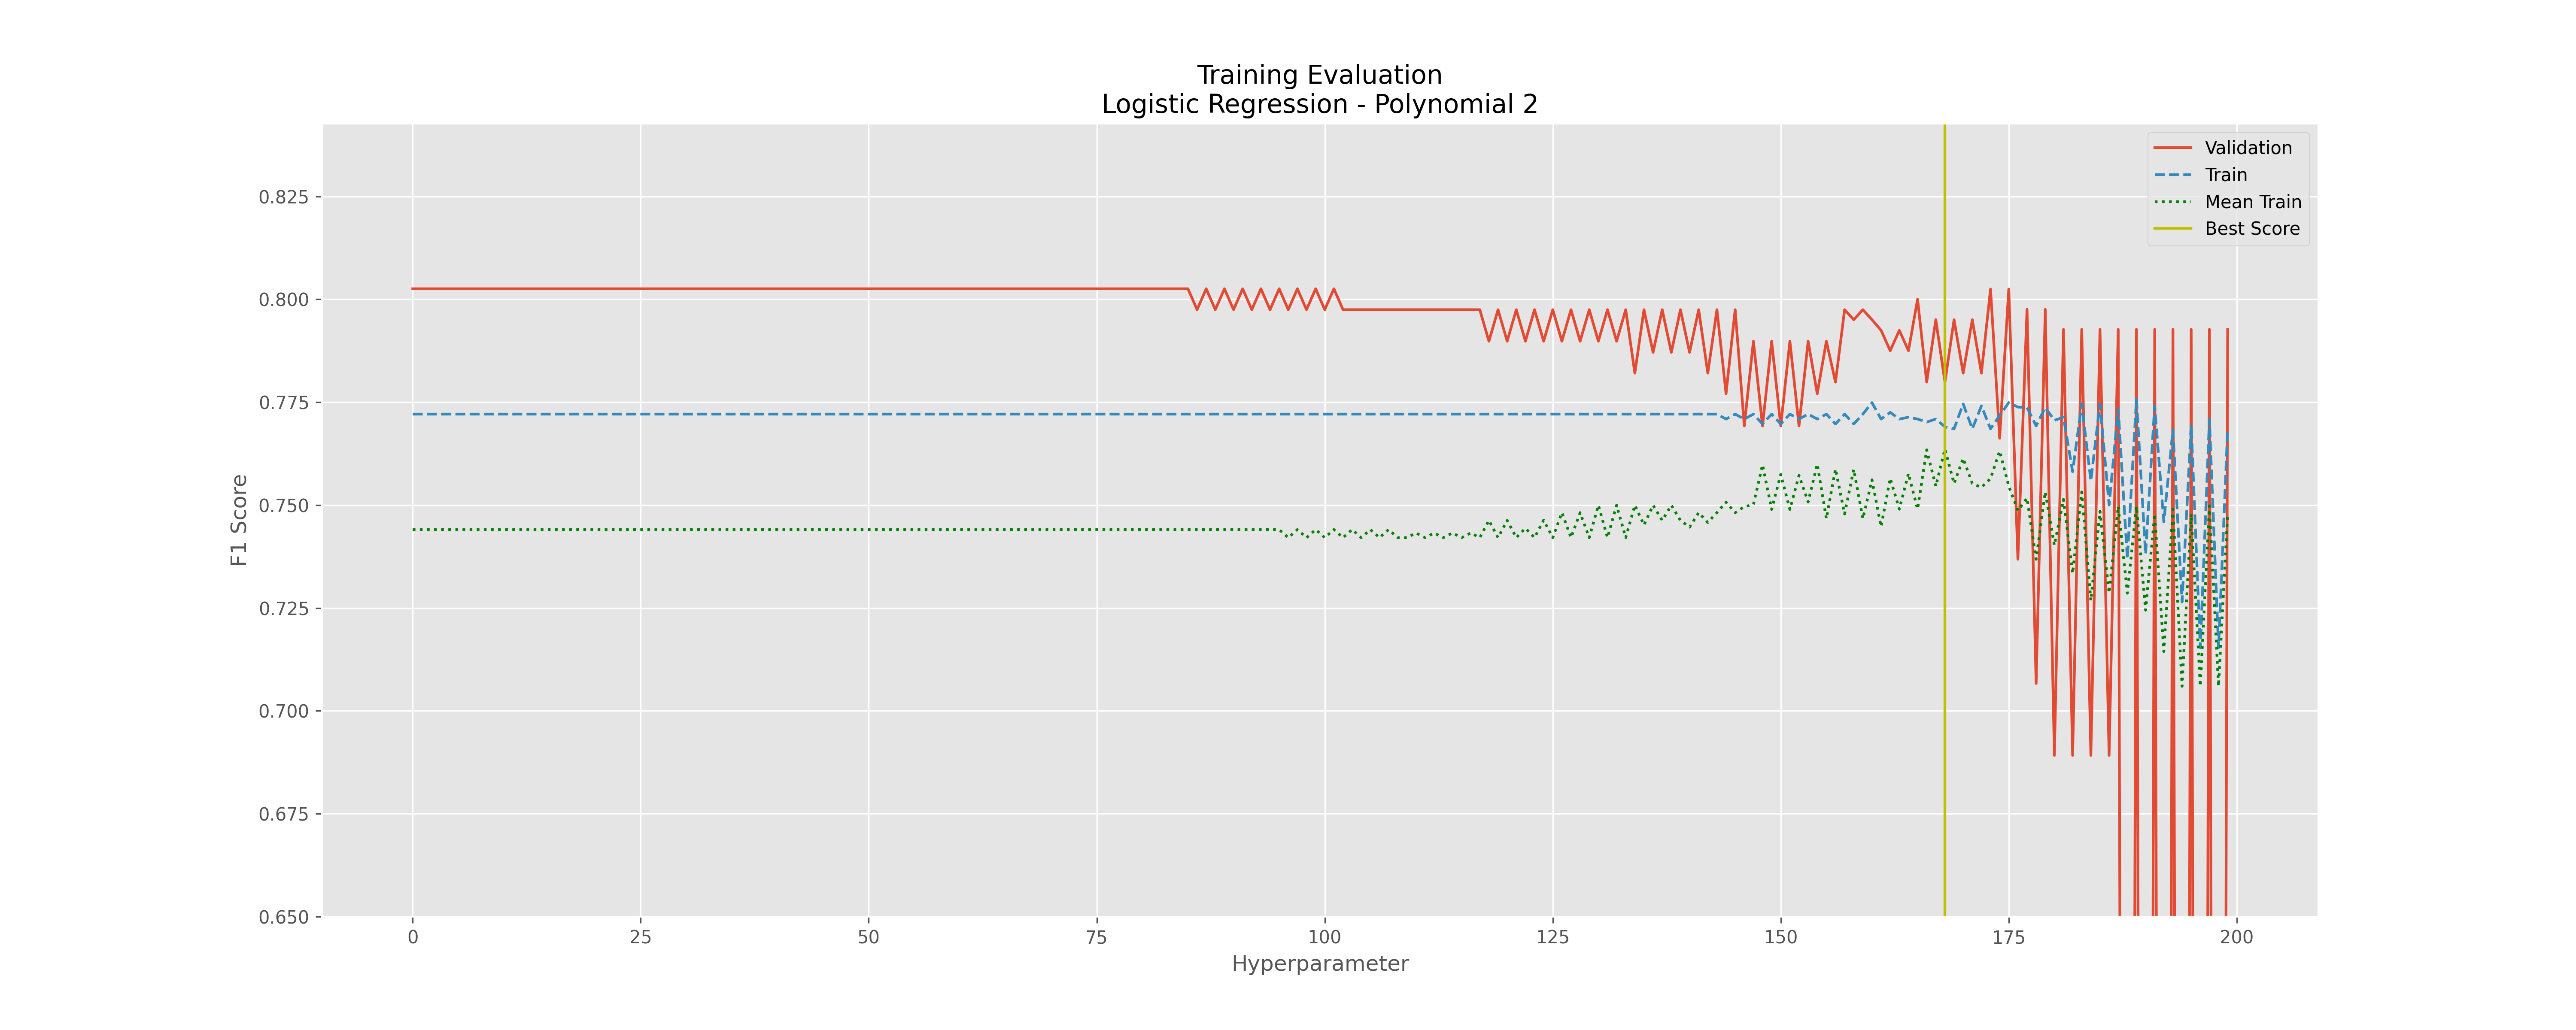 Training Evaluation
Logistic Regression - Polynomial 2
Validation
Train
Mean Train
Best Score
F1 Score
0.825
0.800
0.775
0.750
0.725
0.700
0.675
0.650
0
25
50
75
100
125
150
175
200
Hyperparameter